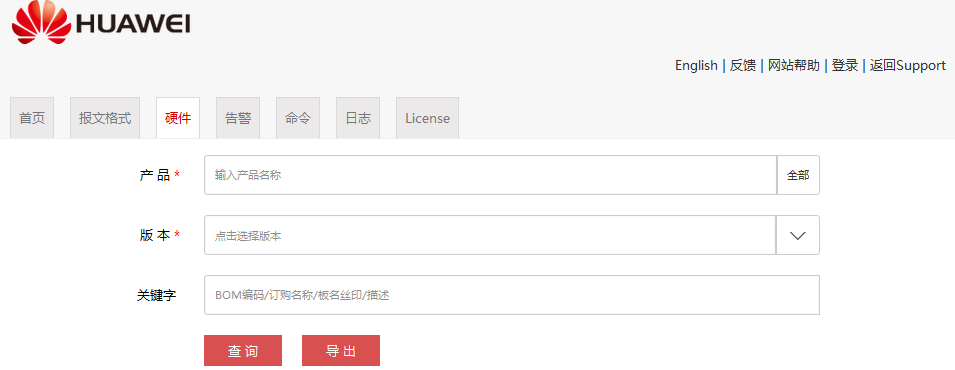 HUAWEI
English | 反馈 | 网站帮助 | 登录 | 返回Support
首页 报文格式 硬件 告警 命令 日志 License
产 品 * 输入产品名称 全部
版 本 * 点击选择版本
关键字 BOM编码/订购名称/板名丝印/描述
查 询 导 出